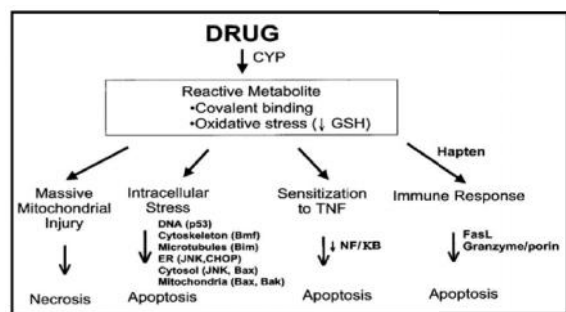 DRUG
CYP
Reactive Metabolite
•Covalent binding
•Oxidative stress (↓ GSH)
Hapten
Massive
Mitochondrial
Injury
Necrosis
Intracellular
Stress
DNA (p53)
Cytoskeleton (Bmf)
Microtubules (Bim)
ER (JNK,CHOP)
Cytosol (JNK, Bax)
Mitochondria (Bax, Bak)
Apoptosis
Sensitization
to TNF
↓ NF/KB
Apoptosis
Immune Response
FasL
Granzyme/porin
Apoptosis